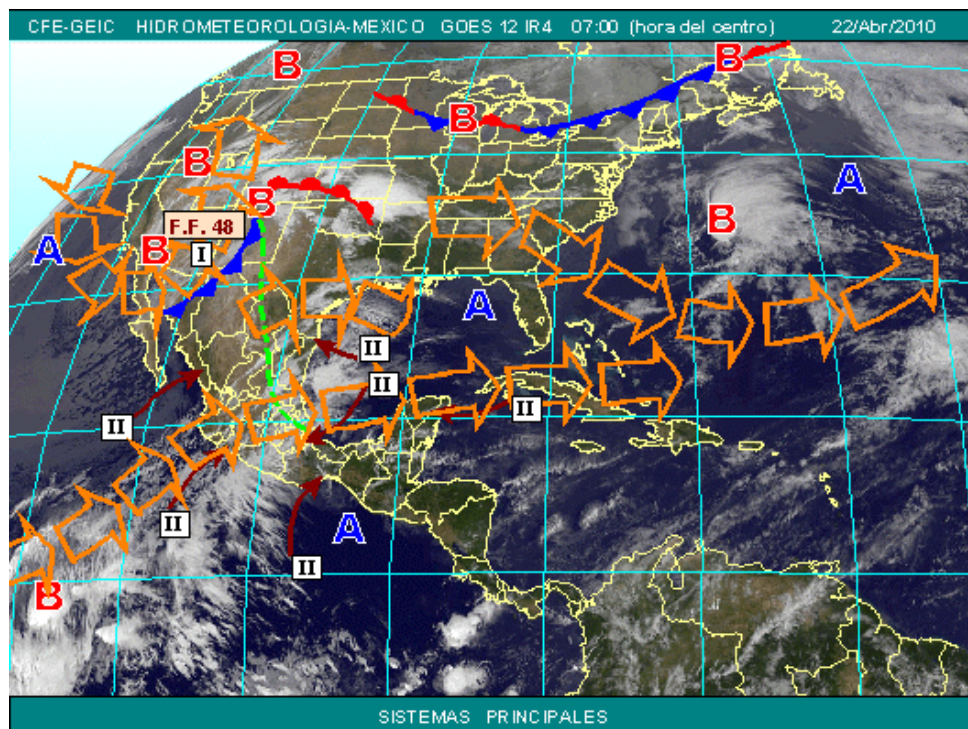 CFE-GEIC HIDROMETEOROLOGIA-MEXICO GOES 12 IR4 07:00 (hora del centro) 22/Abr/2010
B
B
B
B
A
B
B
F.F. 48
B
A
B
I
A
II
II
II
II
II
A
II
B
SISTEMAS PRINCIPALES